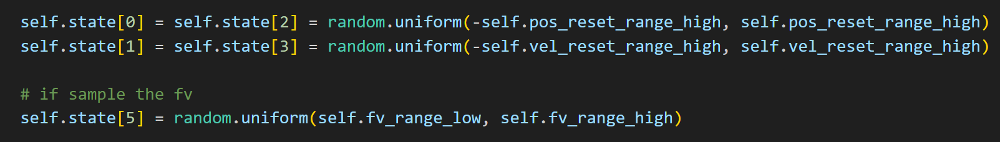 self.state[0] = self.state[2] = random.uniform(-self.pos_reset_range_high, self.pos_reset_range_high)
self.state[1] = self.state[3] = random.uniform(-self.vel_reset_range_high, self.vel_reset_range_high)
# if sample the fv
self.state[5] = random.uniform(self.fv_range_low, self.fv_range_high)